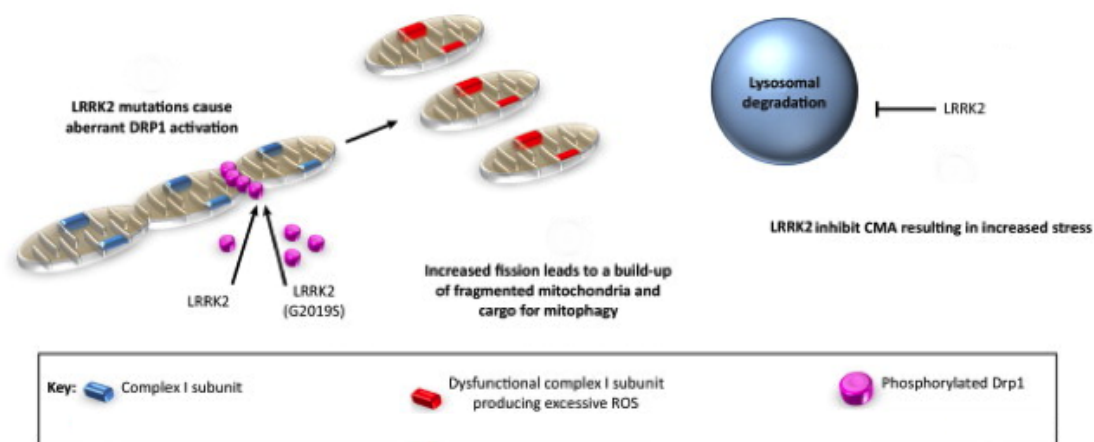 LRRK2 mutations cause
aberrant DRP1 activation
Lysosomal
degradation
LRRK2
LRRK2 inhibit CMA resulting in increased stress
Increased fission leads to a build-up
of fragmented mitochondria and
cargo for mitophagy
LRRK2
LRRK2
(G2019S)
Key:
Complex I subunit
Dysfunctional complex I subunit
producing excessive ROS
Phosphorylated Drp1